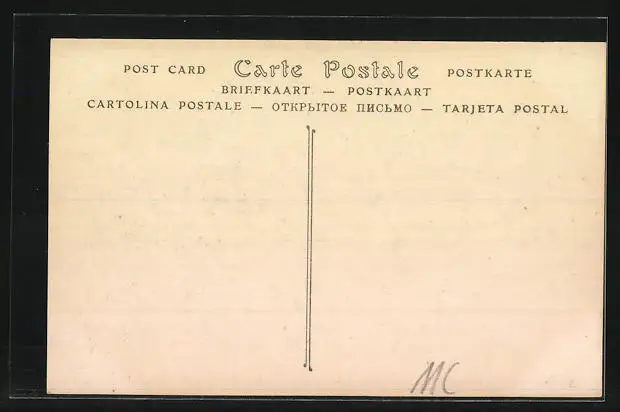 POST CARD Carte Postale POSTKARTE
BRIEFKAART — POSTKAART
CARTOLINA POSTALE — ОТКРЫТОЕ ПИСЬМО — TARJETA POSTAL
MC